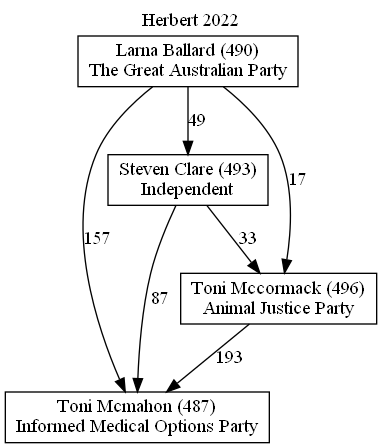 Herbert 2022
Larna Ballard (490)
The Great Australian Party
49
Steven Clare (493)
Independent
17
157
87
33
Toni Mccormack (496)
Animal Justice Party
193
Toni Mcmahon (487)
Informed Medical Options Party